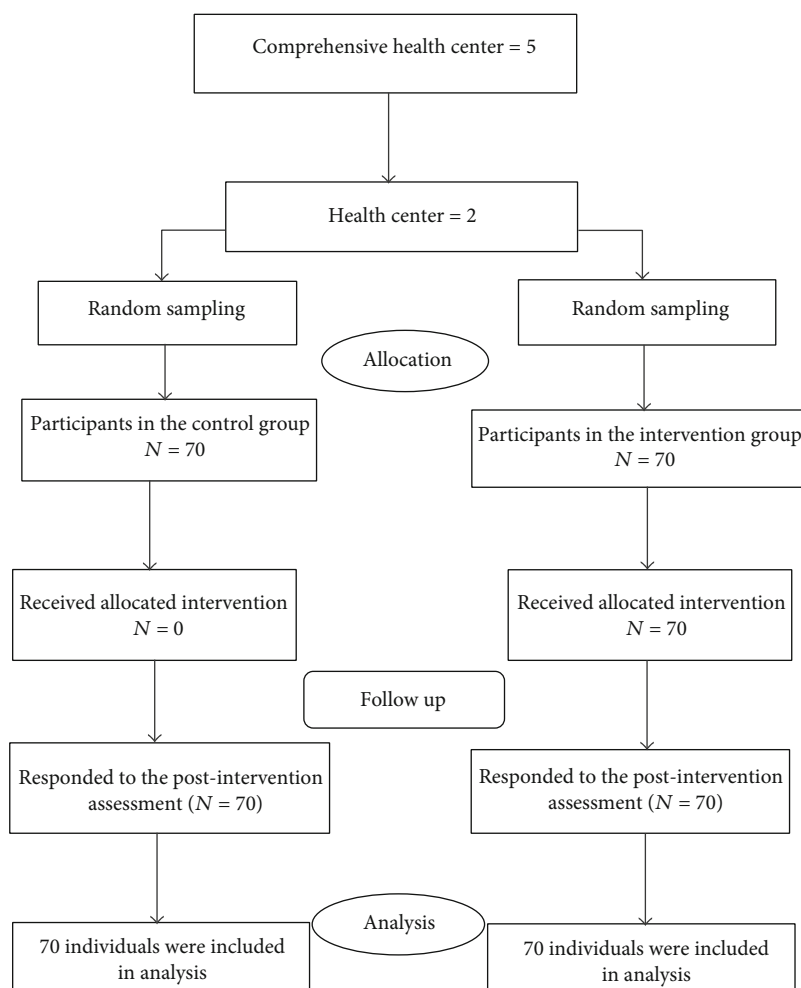 Comprehensive health center = 5
Health center = 2
Random sampling
Random sampling
Allocation
Participants in the control group
N = 70
Participants in the intervention group
N = 70
Received allocated intervention
N = 0
Received allocated intervention
N = 70
Follow up
Responded to the post-intervention
assessment (N = 70)
Responded to the post-intervention
assessment (N = 70)
Analysis
70 individuals were included
in analysis
70 individuals were included
in analysis